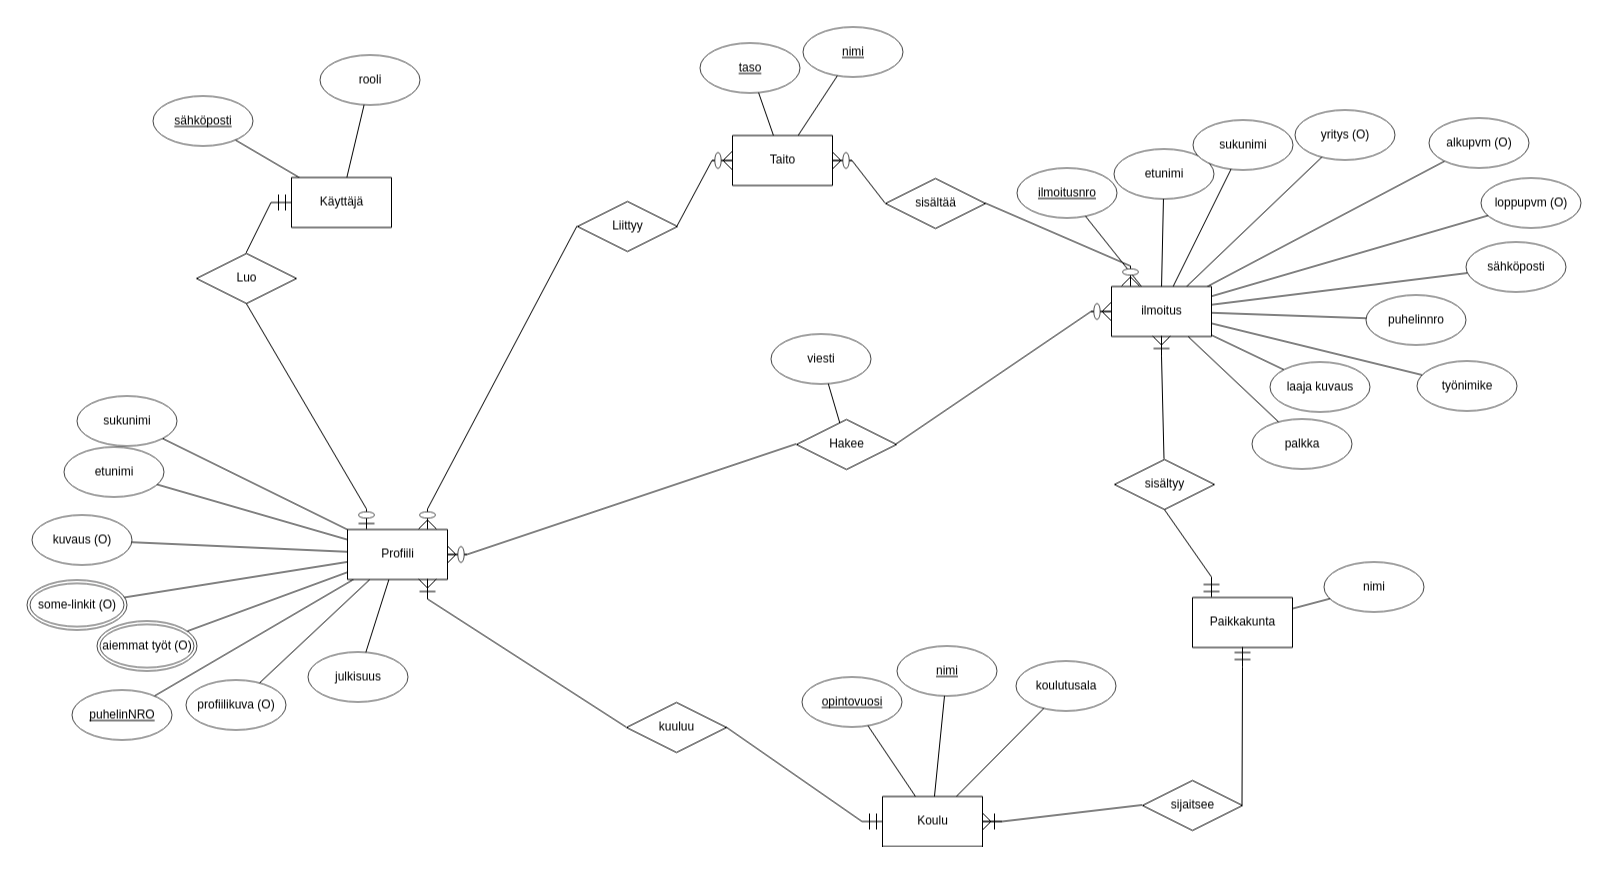 nimi
taso
rooli
sähköposti
Taito
Käyttäjä
yritys (O)
alkupvm (O)
sukunimi
etunimi
ilmoitusnro
loppupvm (O)
sisältää
Liittyy
sähköposti
Luo
ilmoitus
puhelinnro
viesti
laaja kuvaus
työnimike
sukunimi
Hakee
palkka
etunimi
sisältyy
kuvaus (O)
Profiili
nimi
some-linkit (O)
Paikkakunta
aiemmat työt (O)
julkisuus
nimi
koulutusala
opintovuosi
profiilikuva (O)
puhelinNRO
kuuluu
sijaitsee
Koulu